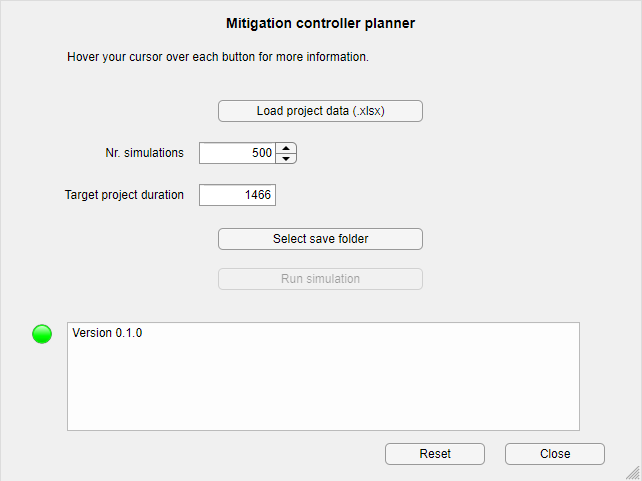 Mitigation controller planner
Hover your cursor over each button for more information.
Load project data (.xlsx)
Nr. simulations 500
Target project duration 1466
Select save folder
Run simulation
Version 0.1.0
Reset Close